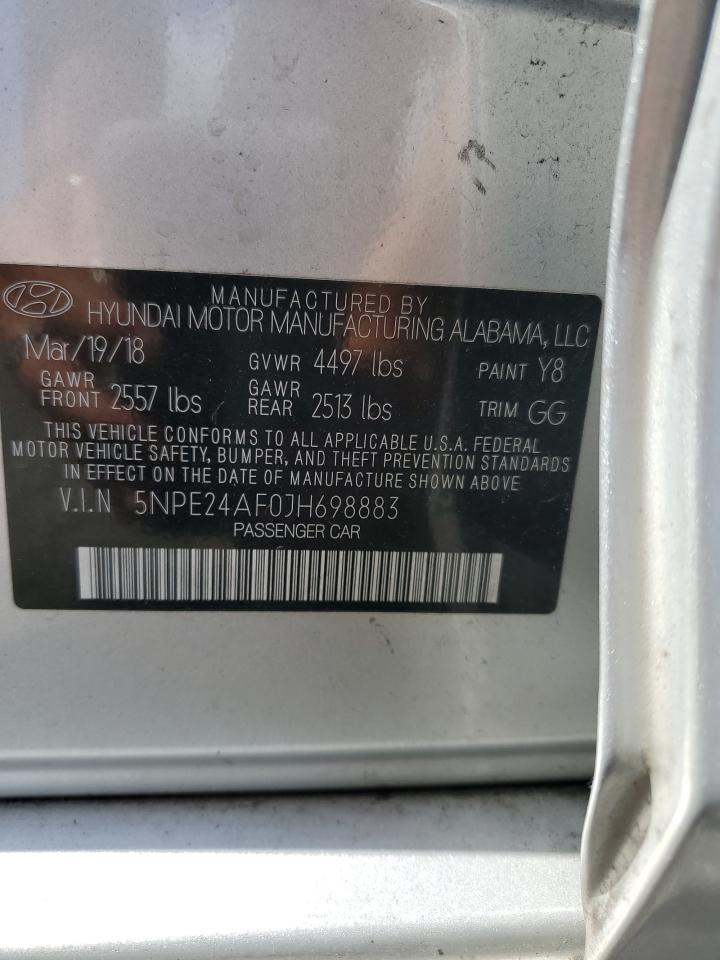 MANUFACTURED BY
HYUNDAI MOTOR MANUFACTURING ALABAMA, LLC
Mar/19/18 GVWR 4497 lbs PAINT Y8
GAWR FRONT 2557 lbs GAWR REAR 2513 lbs TRIM GG
THIS VEHICLE CONFORMS TO ALL APPLICABLE U.S.A. FEDERAL
MOTOR VEHICLE SAFETY, BUMPER, AND THEFT PREVENTION STANDARDS
IN EFFECT ON THE DATE OF MANUFACTURE SHOWN ABOVE
V.I.N 5NPE24AF0JH698883
PASSENGER CAR